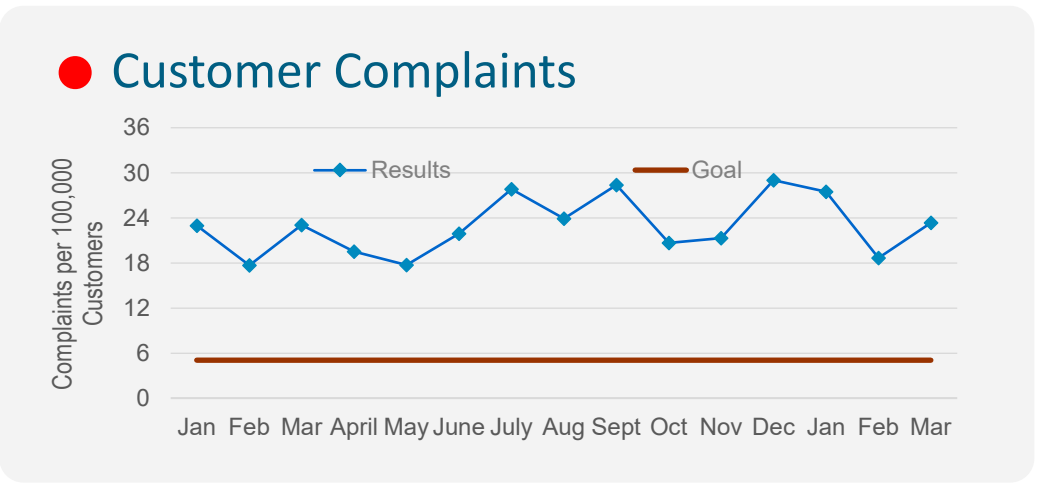 Customer Complaints
Complaints per 100,000
Customers
36
30
24
18
12
6
0
Results
Goal
Jan Feb Mar April May June July Aug Sept Oct Nov Dec Jan Feb Mar